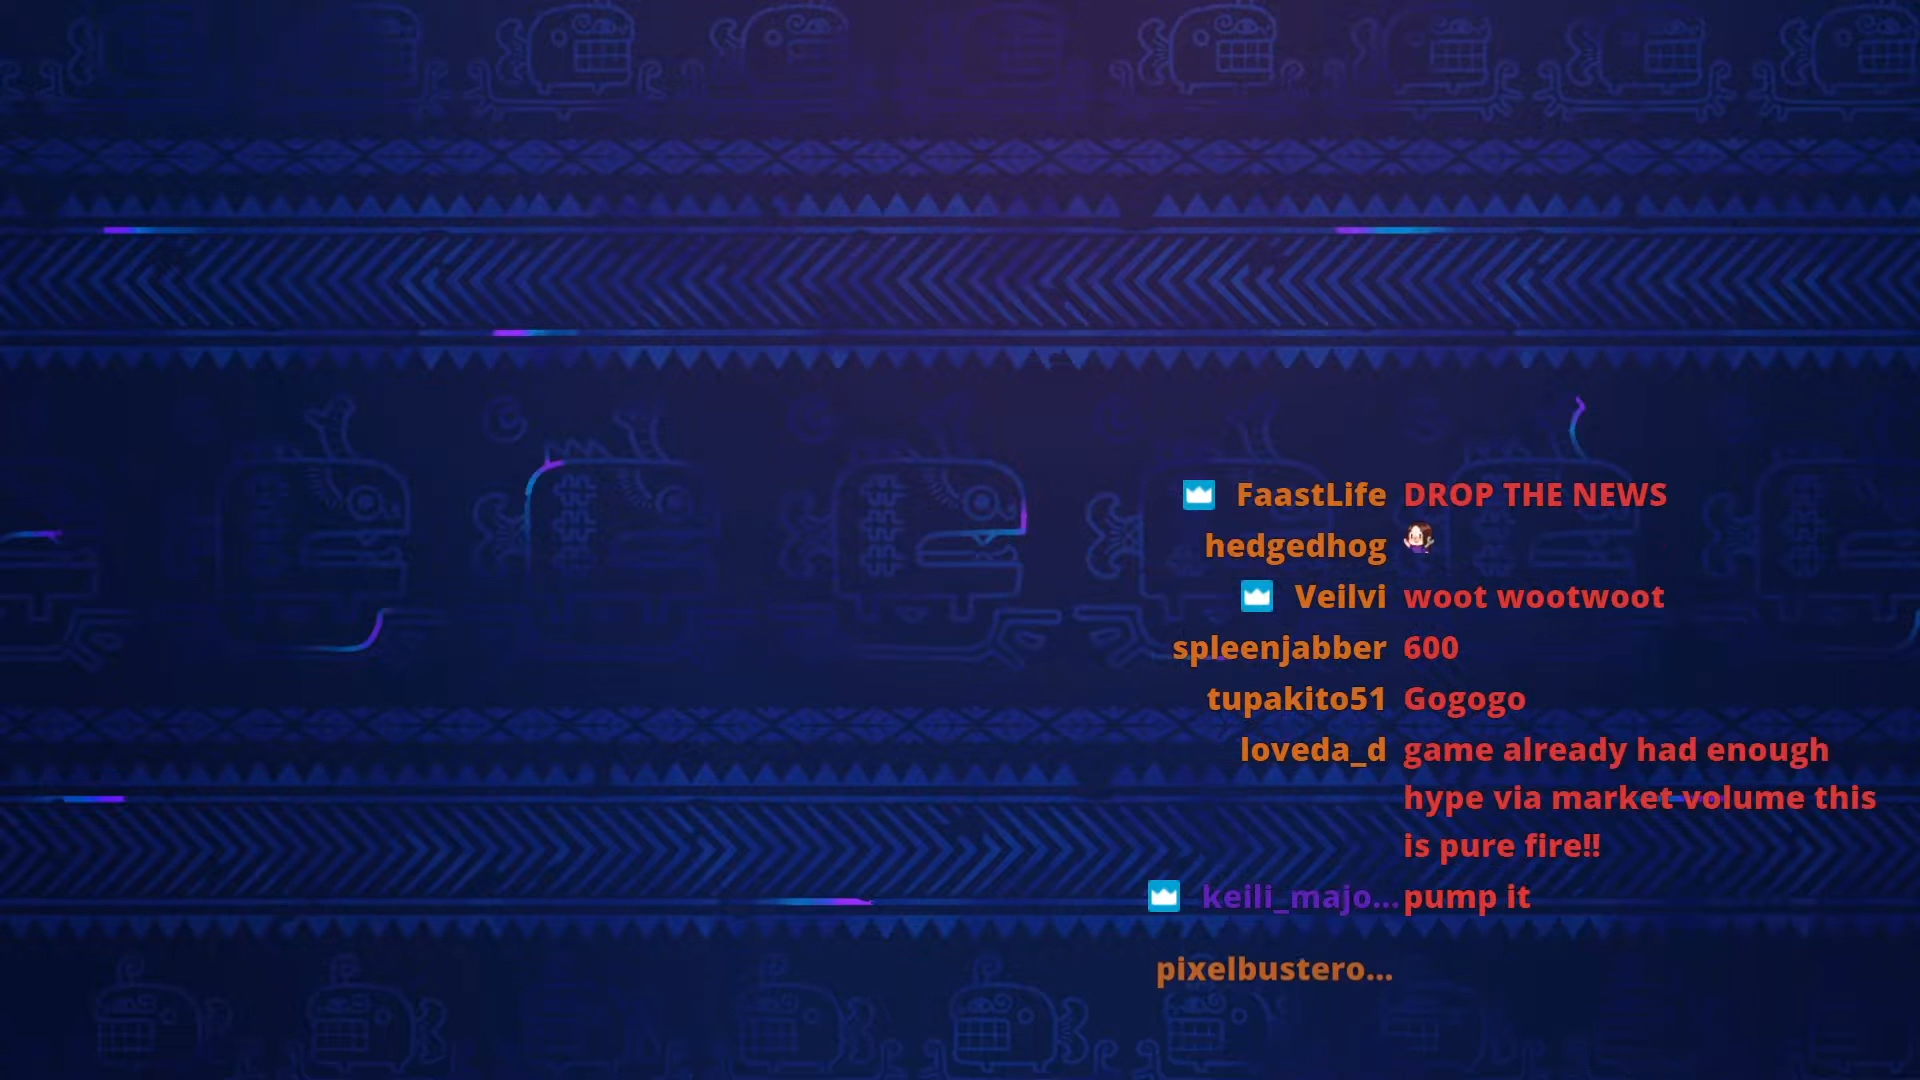 FaastLife DROP THE NEWS
hedgedhog
Veilvi woot wootwoot
spleenjabber 600
tupakito51 Gogogo
loveda_d game already had enough
hype via market volume this
is pure fire!!
keili_majo... pump it
pixelbustero...